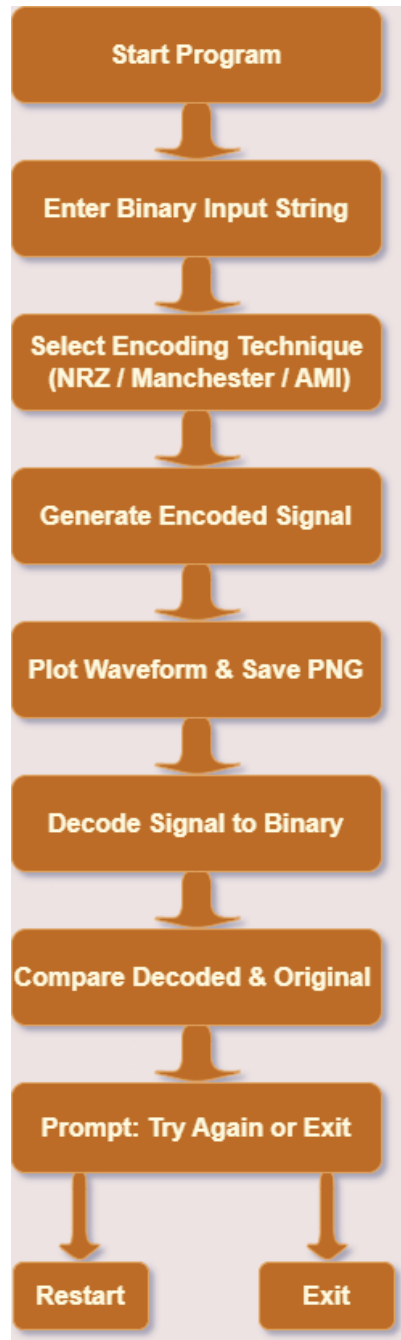 Start Program
Enter Binary Input String
Select Encoding Technique
(NRZ / Manchester / AMI)
Generate Encoded Signal
Plot Waveform & Save PNG
Decode Signal to Binary
Compare Decoded & Original
Prompt: Try Again or Exit
Restart
Exit